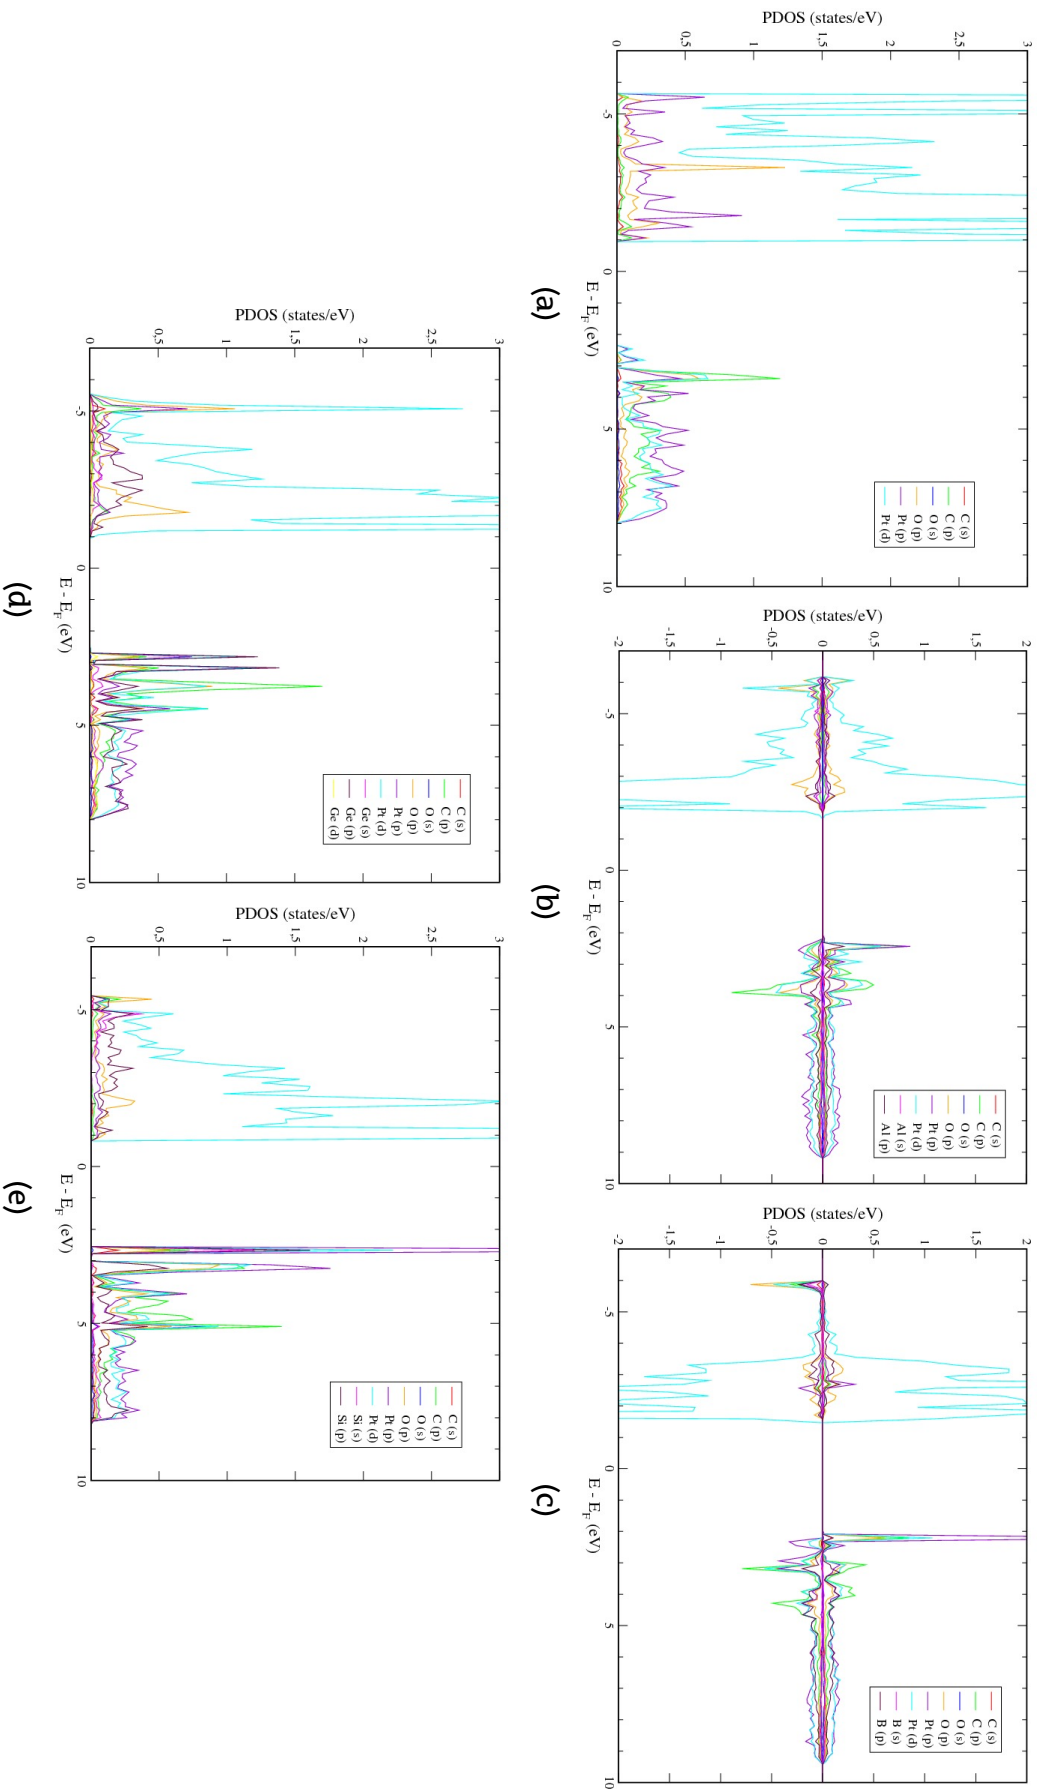 PDOS (states/eV)
3
2,5
2
1,5
1
0,5
0
-5
0
5
10
E - E_F (eV)
C (s)
C (p)
O (s)
O (p)
Pt (p)
Pt (d)
(a)
PDOS (states/eV)
2
1,5
1
0,5
0
-0,5
-1
-1,5
-2
-5
0
5
10
E - E_F (eV)
C (s)
C (p)
O (s)
O (p)
Pt (p)
Pt (d)
Al (s)
Al (p)
(b)
PDOS (states/eV)
2
1,5
1
0,5
0
-0,5
-1
-1,5
-2
-5
0
5
10
E - E_F (eV)
C (s)
C (p)
O (s)
O (p)
Pt (p)
Pt (d)
B (s)
B (p)
(c)
PDOS (states/eV)
3
2,5
2
1,5
1
0,5
0
-5
0
5
10
E - E_F (eV)
C (s)
C (p)
O (s)
O (p)
Pt (p)
Pt (d)
Ge (s)
Ge (p)
Ge (d)
(d)
PDOS (states/eV)
3
2,5
2
1,5
1
0,5
0
-5
0
5
10
E - E_F (eV)
C (s)
C (p)
O (s)
O (p)
Pt (p)
Pt (d)
Si (s)
Si (p)
(e)